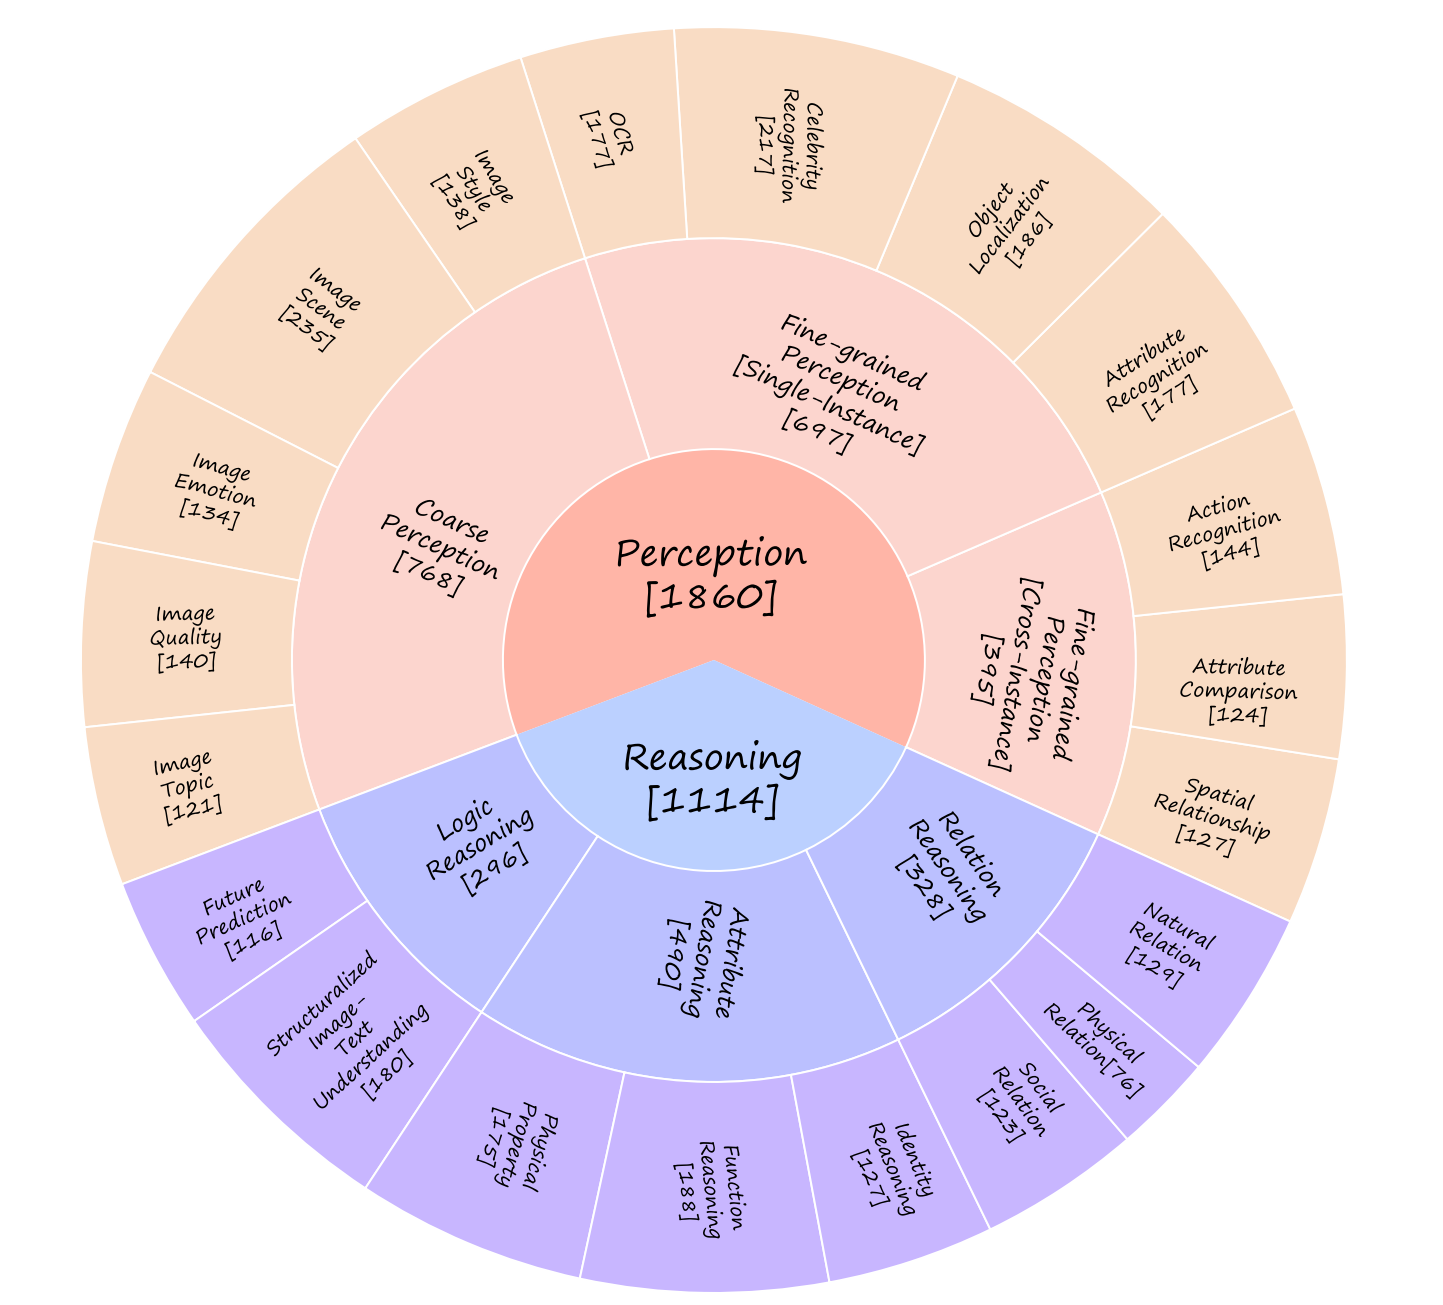 Perception
[1860]
Reasoning
[1114]
Coarse
Perception
[768]
Fine-grained
Perception
[Single-Instance]
[697]
Fine-grained
Perception
[Cross-Instance]
[395]
Relation
Reasoning
[328]
Attribute
Reasoning
[490]
Logic
Reasoning
[296]
Image
Topic
[121]
Image
Quality
[140]
Image
Emotion
[134]
Image
Scene
[235]
Image
Style
[138]
OCR
[177]
Celebrity
Recognition
[217]
Object
Localization
[186]
Attribute
Recognition
[177]
Action
Recognition
[144]
Attribute
Comparison
[124]
Spatial
Relationship
[127]
Natural
Relation
[129]
Physical
Relation[76]
Social
Relation
[123]
Identity
Reasoning
[127]
Function
Reasoning
[188]
Physical
Property
[175]
Structuralized
Image-
Text
Understanding
[180]
Future
Prediction
[116]